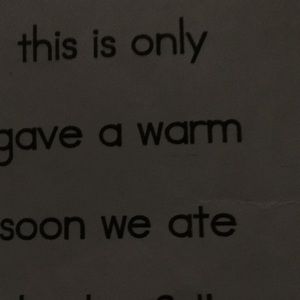 this is only
gave a warm
soon we ate